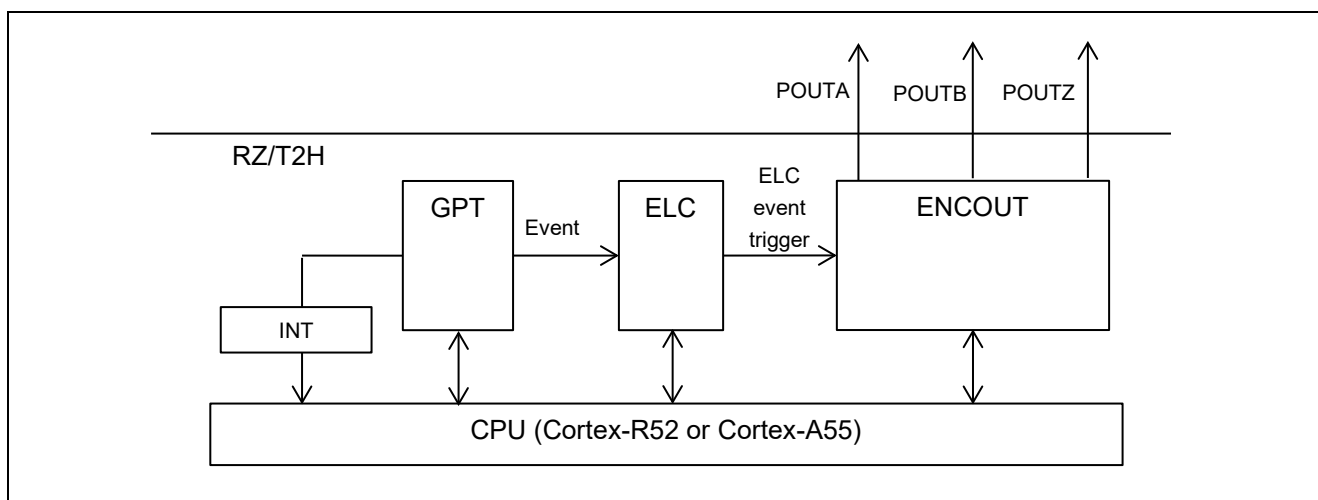 POUTA
POUTB
POUTZ
RZ/T2H
GPT
Event
ELC
ELC
event
trigger
ENCOUT
INT
CPU (Cortex-R52 or Cortex-A55)